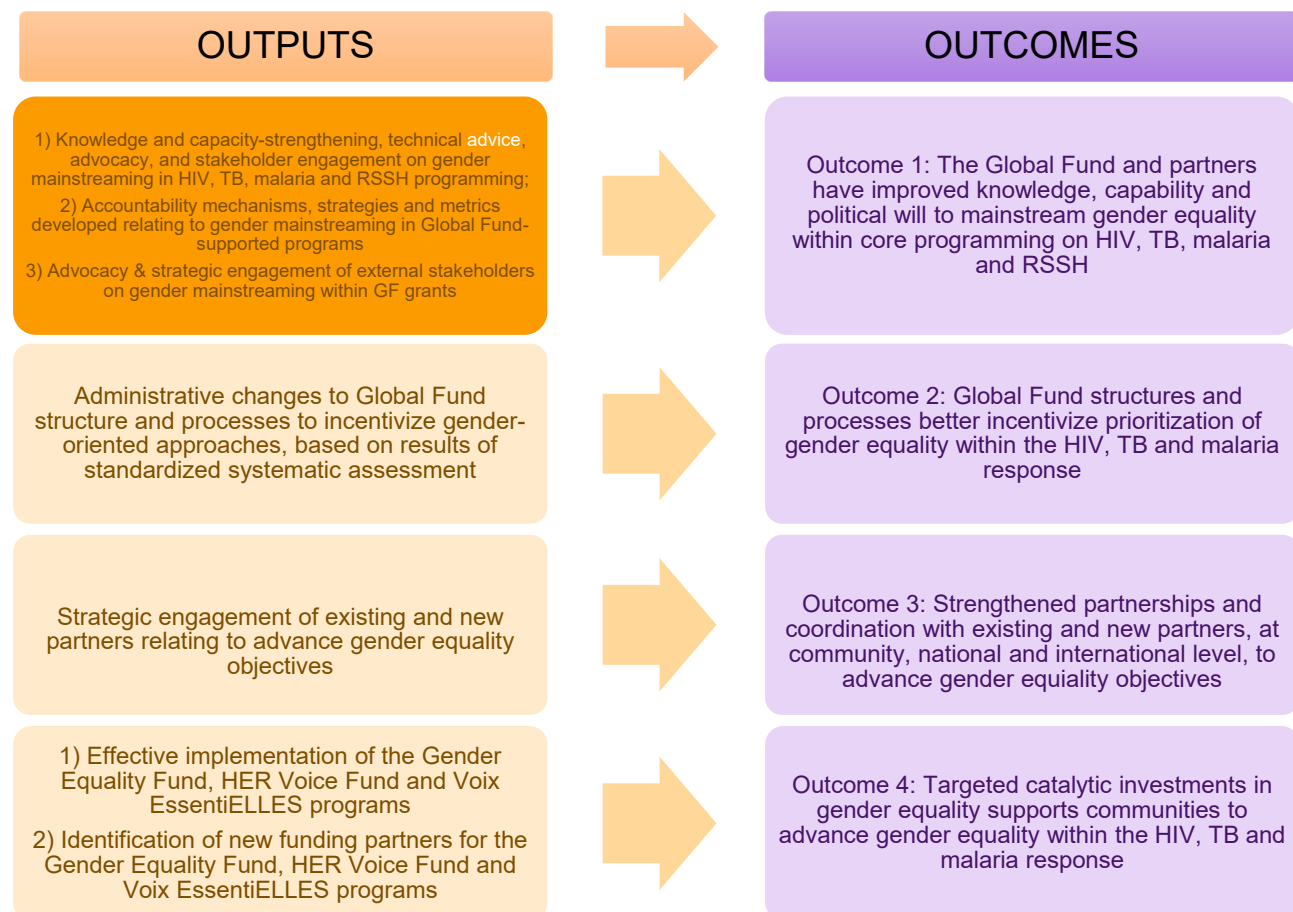 OUTPUTS
OUTCOMES
1) Knowledge and capacity-strengthening, technical advice,
advocacy, and stakeholder engagement on gender
mainstreaming in HIV, TB, malaria and RSSH programming;
2) Accountability mechanisms, strategies and metrics
developed relating to gender mainstreaming in Global Fund-
supported programs
3) Advocacy & strategic engagement of external stakeholders
on gender mainstreaming within GF grants
Outcome 1: The Global Fund and partners
have improved knowledge, capability and
political will to mainstream gender equality
within core programming on HIV, TB, malaria
and RSSH
Administrative changes to Global Fund
structure and processes to incentivize gender-
oriented approaches, based on results of
standardized systematic assessment
Outcome 2: Global Fund structures and
processes better incentivize prioritization of
gender equality within the HIV, TB and malaria
response
Strategic engagement of existing and new
partners relating to advance gender equality
objectives
Outcome 3: Strengthened partnerships and
coordination with existing and new partners, at
community, national and international level, to
advance gender equiality objectives
1) Effective implementation of the Gender
Equality Fund, HER Voice Fund and Voix
EssentiELLES programs
2) Identification of new funding partners for the
Gender Equality Fund, HER Voice Fund and
Voix EssentiELLES programs
Outcome 4: Targeted catalytic investments in
gender equality supports communities to
advance gender equality within the HIV, TB and
malaria response